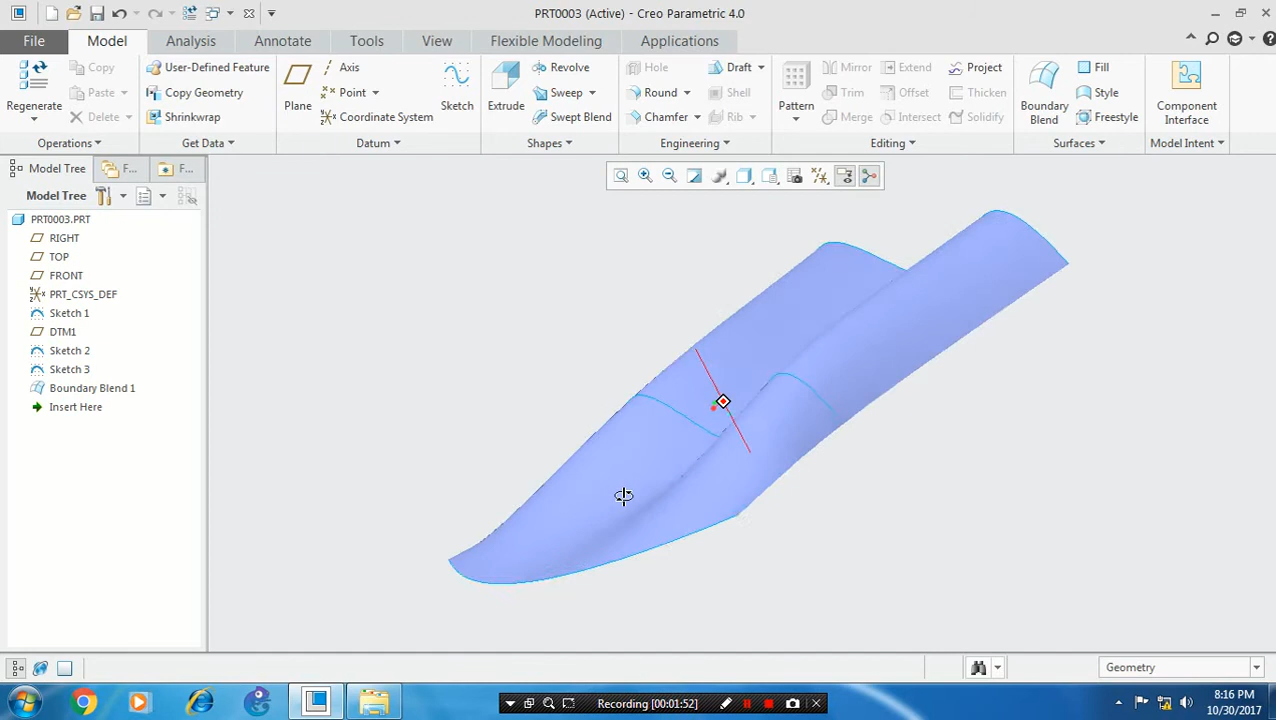 PRT0003 (Active) - Creo Parametric 4.0
File Model Analysis Annotate Tools View Flexible Modeling Applications
Regenerate
Copy
Paste
Delete
Operations
User-Defined Feature
Copy Geometry
Shrinkwrap
Get Data
Plane
Axis
Point
Coordinate System
Sketch
Datum
Extrude
Revolve
Sweep
Swept Blend
Shapes
Hole
Round
Chamfer
Draft
Shell
Rib
Engineering
Pattern
Mirror
Trim
Merge
Extend
Offset
Intersect
Project
Thicken
Solidify
Editing
Boundary
Blend
Fill
Style
Freestyle
Surfaces
Component
Interface
Model Intent
Model Tree F... F...
Model Tree
PRT0003.PRT
RIGHT
TOP
FRONT
PRT_CSYS_DEF
Sketch 1
DTM1
Sketch 2
Sketch 3
Boundary Blend 1
Insert Here
Geometry
Recording [00:01:52]
8:16 PM
10/30/2017